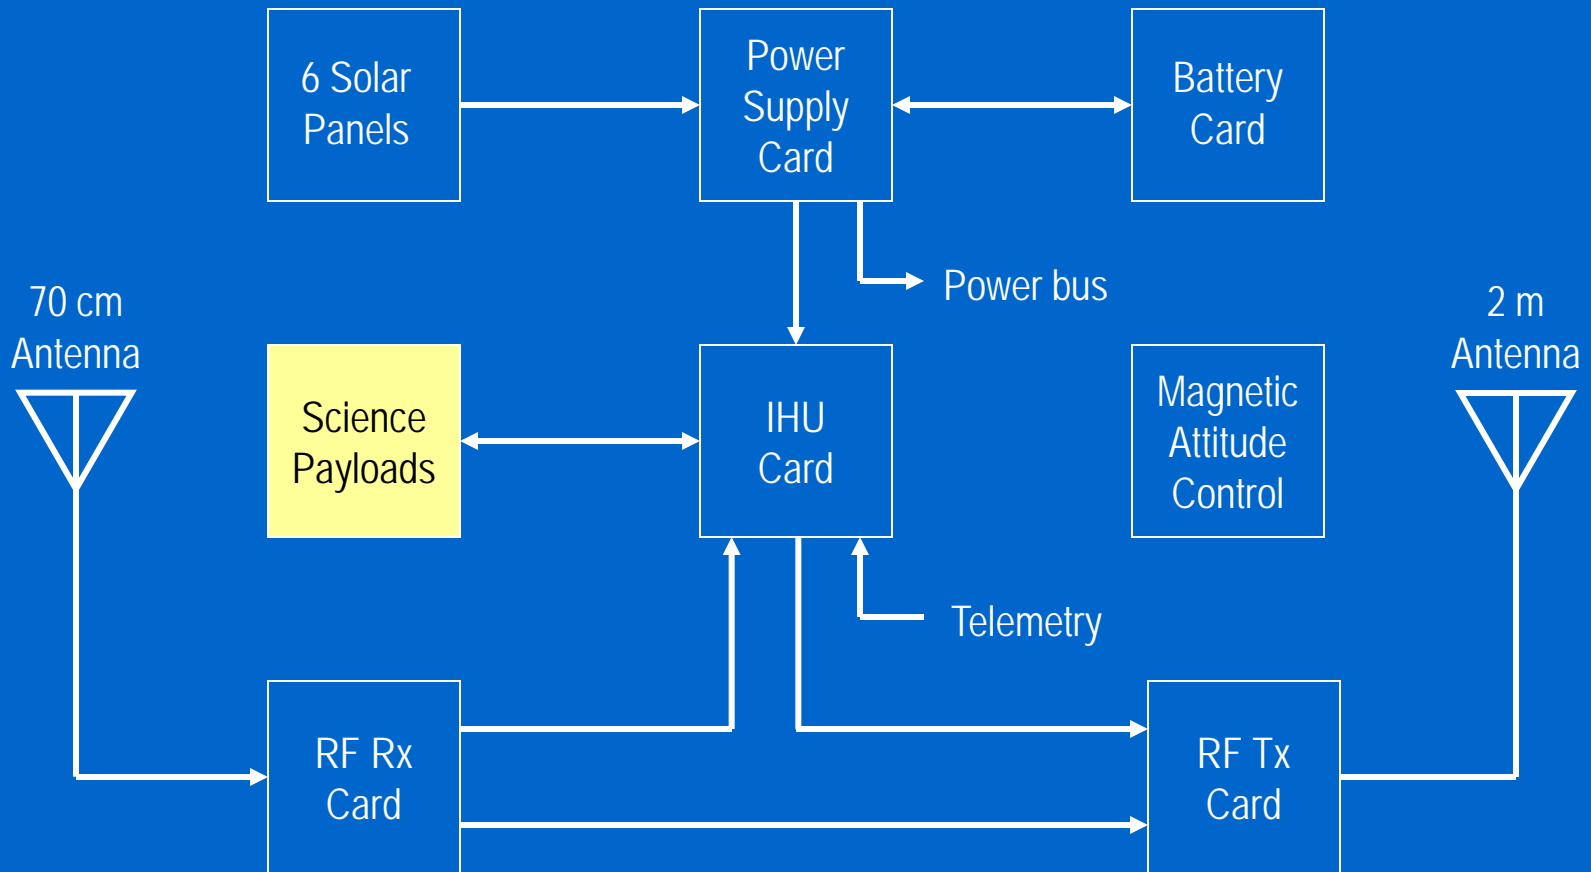 6 Solar
Panels
Power
Supply
Card
Battery
Card
Power bus
70 cm
Antenna
2 m
Antenna
Science
Payloads
IHU
Card
Magnetic
Attitude
Control
Telemetry
RF Rx
Card
RF Tx
Card